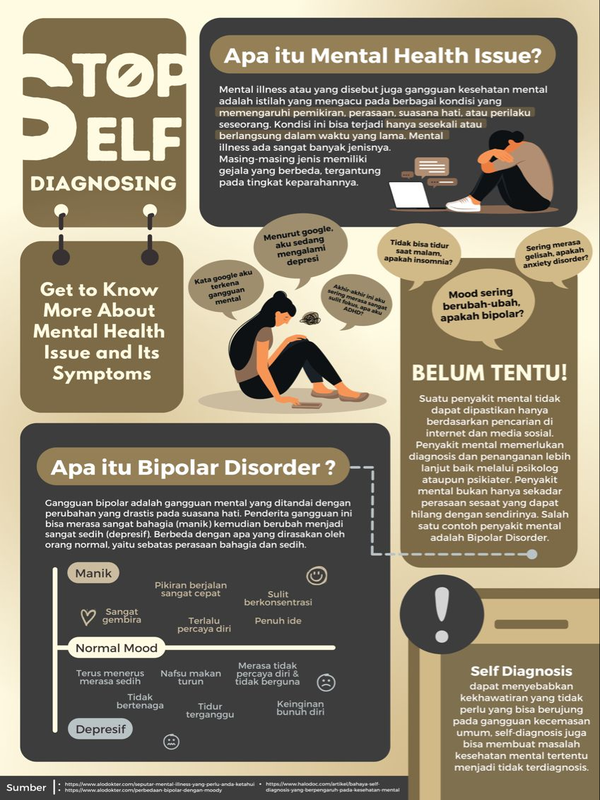 STOP
SELF
DIAGNOSING
Get to Know
More About
Mental Health
Issue and Its
Symptoms
Apa itu Mental Health Issue?
Mental illness atau yang disebut juga gangguan kesehatan mental
adalah istilah yang mengacu pada berbagai kondisi yang
memengaruhi pemikiran, perasaan, suasana hati, atau perilaku
seseorang. Kondisi ini bisa terjadi hanya sesekali atau
berlangsung dalam waktu yang lama. Mental
illness ada sangat banyak jenisnya.
Masing-masing jenis memiliki
gejala yang berbeda, tergantung
pada tingkat keparahannya.
Kata google aku
terkena
gangguan
mental
Menurut google,
aku sedang
mengalami
depresi
Akhir-akhir ini aku
sering merasa sangat
sulit fokus, apa aku
ADHD?
Tidak bisa tidur
saat malam,
apakah insomnia?
Sering merasa
gelisah, apakah
anxiety disorder?
Mood sering
berubah-ubah,
apakah bipolar?
BELUM TENTU!
Suatu penyakit mental tidak
dapat dipastikan hanya
berdasarkan pencarian di
internet dan media sosial.
Penyakit mental memerlukan
diagnosis dan penanganan lebih
lanjut baik melalui psikolog
ataupun psikiater. Penyakit
mental bukan hanya sekadar
perasaan sesaat yang dapat
hilang dengan sendirinya. Salah
satu contoh penyakit mental
adalah Bipolar Disorder.
Apa itu Bipolar Disorder ?
Gangguan bipolar adalah gangguan mental yang ditandai dengan
perubahan yang drastis pada suasana hati. Penderita gangguan ini
bisa merasa sangat bahagia (manik) kemudian berubah menjadi
sangat sedih (depresif). Berbeda dengan apa yang dirasakan oleh
orang normal, yaitu sebatas perasaan bahagia dan sedih.
Manik
Pikiran berjalan
sangat cepat
Sulit
berkonsentrasi
Sangat
gembira
Terlalu
percaya diri
Penuh ide
Normal Mood
Terus menerus
merasa sedih
Nafsu makan
turun
Merasa tidak
percaya diri &
tidak berguna
Tidak
bertenaga
Tidur
terganggu
Keinginan
bunuh diri
Depresif
!
Self Diagnosis
dapat menyebabkan
kekhawatiran yang tidak
perlu yang bisa berujung
pada gangguan kecemasan
umum, self-diagnosis juga
bisa membuat masalah
kesehatan mental tertentu
menjadi tidak terdiagnosis.
Sumber
• https://www.alodokter.com/seputar-mental-illness-yang-perlu-anda-ketahui
• https://www.alodokter.com/perbedaan-bipolar-dengan-moody
• https://www.halodoc.com/artikel/bahaya-self-
diagnosis-yang-berpengaruh-pada-kesehatan-mental